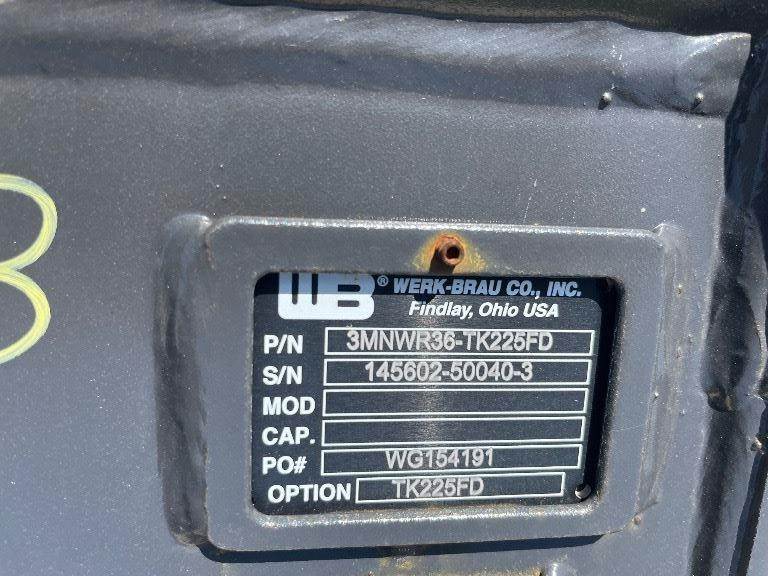 3
WB® WERK-BRAU CO., INC.
Findlay, Ohio USA
P/N 3MNWR36-TK225FD
S/N 145602-50040-3
MOD
CAP.
PO# WG154191
OPTION TK225FD